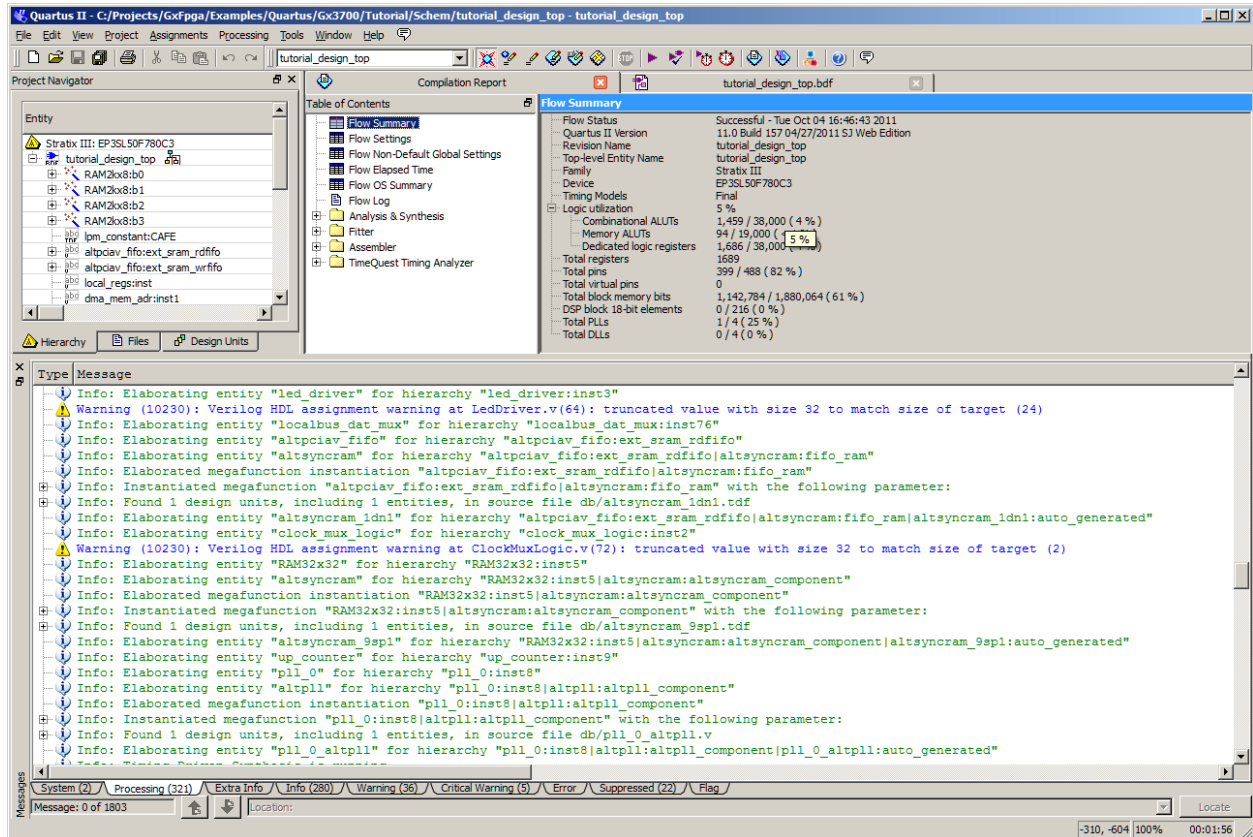 Quartus II - C:/Projects/GxFpga/Examples/Quartus/Gx3700/Tutorial/Schem/tutorial_design_top - tutorial_design_top
File Edit View Project Assignments Processing Tools Window Help
tutorial_design_top
Project Navigator
Entity
Stratix III: EP3SL50F780C3
tutorial_design_top
RAM2kx8:b0
RAM2kx8:b1
RAM2kx8:b2
RAM2kx8:b3
lpm_constant:CAFE
altpciav_fifo:ext_sram_rdfifo
altpciav_fifo:ext_sram_wrfifo
local_regs:inst
dma_mem_adr:inst1
Hierarchy Files Design Units
Compilation Report tutorial_design_top.bdf
Table of Contents
Flow Summary
Flow Settings
Flow Non-Default Global Settings
Flow Elapsed Time
Flow OS Summary
Flow Log
Analysis & Synthesis
Fitter
Assembler
TimeQuest Timing Analyzer
Flow Summary
Flow Status Successful - Tue Oct 04 16:46:43 2011
Quartus II Version 11.0 Build 157 04/27/2011 SJ Web Edition
Revision Name tutorial_design_top
Top-level Entity Name tutorial_design_top
Family Stratix III
Device EP3SL50F780C3
Timing Models Final
Logic utilization 5 %
Combinational ALUTs 1,459 / 38,000 ( 4 % )
Memory ALUTs 94 / 19,000 (
5 %
Dedicated logic registers 1,686 / 38,000
Total registers 1689
Total pins 399 / 488 ( 82 % )
Total virtual pins 0
Total block memory bits 1,142,784 / 1,880,064 ( 61 % )
DSP block 18-bit elements 0 / 216 ( 0 % )
Total PLLs 1 / 4 ( 25 % )
Total DLLs 0 / 4 ( 0 % )
Type Message
Info: Elaborating entity "led_driver" for hierarchy "led_driver:inst3"
Warning (10230): Verilog HDL assignment warning at LedDriver.v(64): truncated value with size 32 to match size of target (24)
Info: Elaborating entity "localbus_dat_mux" for hierarchy "localbus_dat_mux:inst76"
Info: Elaborating entity "altpciav_fifo" for hierarchy "altpciav_fifo:ext_sram_rdfifo"
Info: Elaborating entity "altsyncram" for hierarchy "altpciav_fifo:ext_sram_rdfifo|altsyncram:fifo_ram"
Info: Elaborated megafunction instantiation "altpciav_fifo:ext_sram_rdfifo|altsyncram:fifo_ram"
Info: Instantiated megafunction "altpciav_fifo:ext_sram_rdfifo|altsyncram:fifo_ram" with the following parameter:
Info: Found 1 design units, including 1 entities, in source file db/altsyncram_1dn1.tdf
Info: Elaborating entity "altsyncram_1dn1" for hierarchy "altpciav_fifo:ext_sram_rdfifo|altsyncram:fifo_ram|altsyncram_1dn1:auto_generated"
Info: Elaborating entity "clock_mux_logic" for hierarchy "clock_mux_logic:inst2"
Warning (10230): Verilog HDL assignment warning at ClockMuxLogic.v(72): truncated value with size 32 to match size of target (2)
Info: Elaborating entity "RAM32x32" for hierarchy "RAM32x32:inst5"
Info: Elaborating entity "altsyncram" for hierarchy "RAM32x32:inst5|altsyncram:altsyncram_component"
Info: Elaborated megafunction instantiation "RAM32x32:inst5|altsyncram:altsyncram_component"
Info: Instantiated megafunction "RAM32x32:inst5|altsyncram:altsyncram_component" with the following parameter:
Info: Found 1 design units, including 1 entities, in source file db/altsyncram_9sp1.tdf
Info: Elaborating entity "altsyncram_9sp1" for hierarchy "RAM32x32:inst5|altsyncram:altsyncram_component|altsyncram_9sp1:auto_generated"
Info: Elaborating entity "up_counter" for hierarchy "up_counter:inst9"
Info: Elaborating entity "pll_0" for hierarchy "pll_0:inst8"
Info: Elaborating entity "altpll" for hierarchy "pll_0:inst8|altpll:altpll_component"
Info: Elaborated megafunction instantiation "pll_0:inst8|altpll:altpll_component"
Info: Instantiated megafunction "pll_0:inst8|altpll:altpll_component" with the following parameter:
Info: Found 1 design units, including 1 entities, in source file db/pll_0_altpll.v
Info: Elaborating entity "pll_0_altpll" for hierarchy "pll_0:inst8|altpll:altpll_component|pll_0_altpll:auto_generated"
System (2) Processing (321) Extra Info Info (280) Warning (36) Critical Warning (5) Error Suppressed (22) Flag
Messages
Message: 0 of 1803 Location: Locate
-310, -604 100% 00:01:56